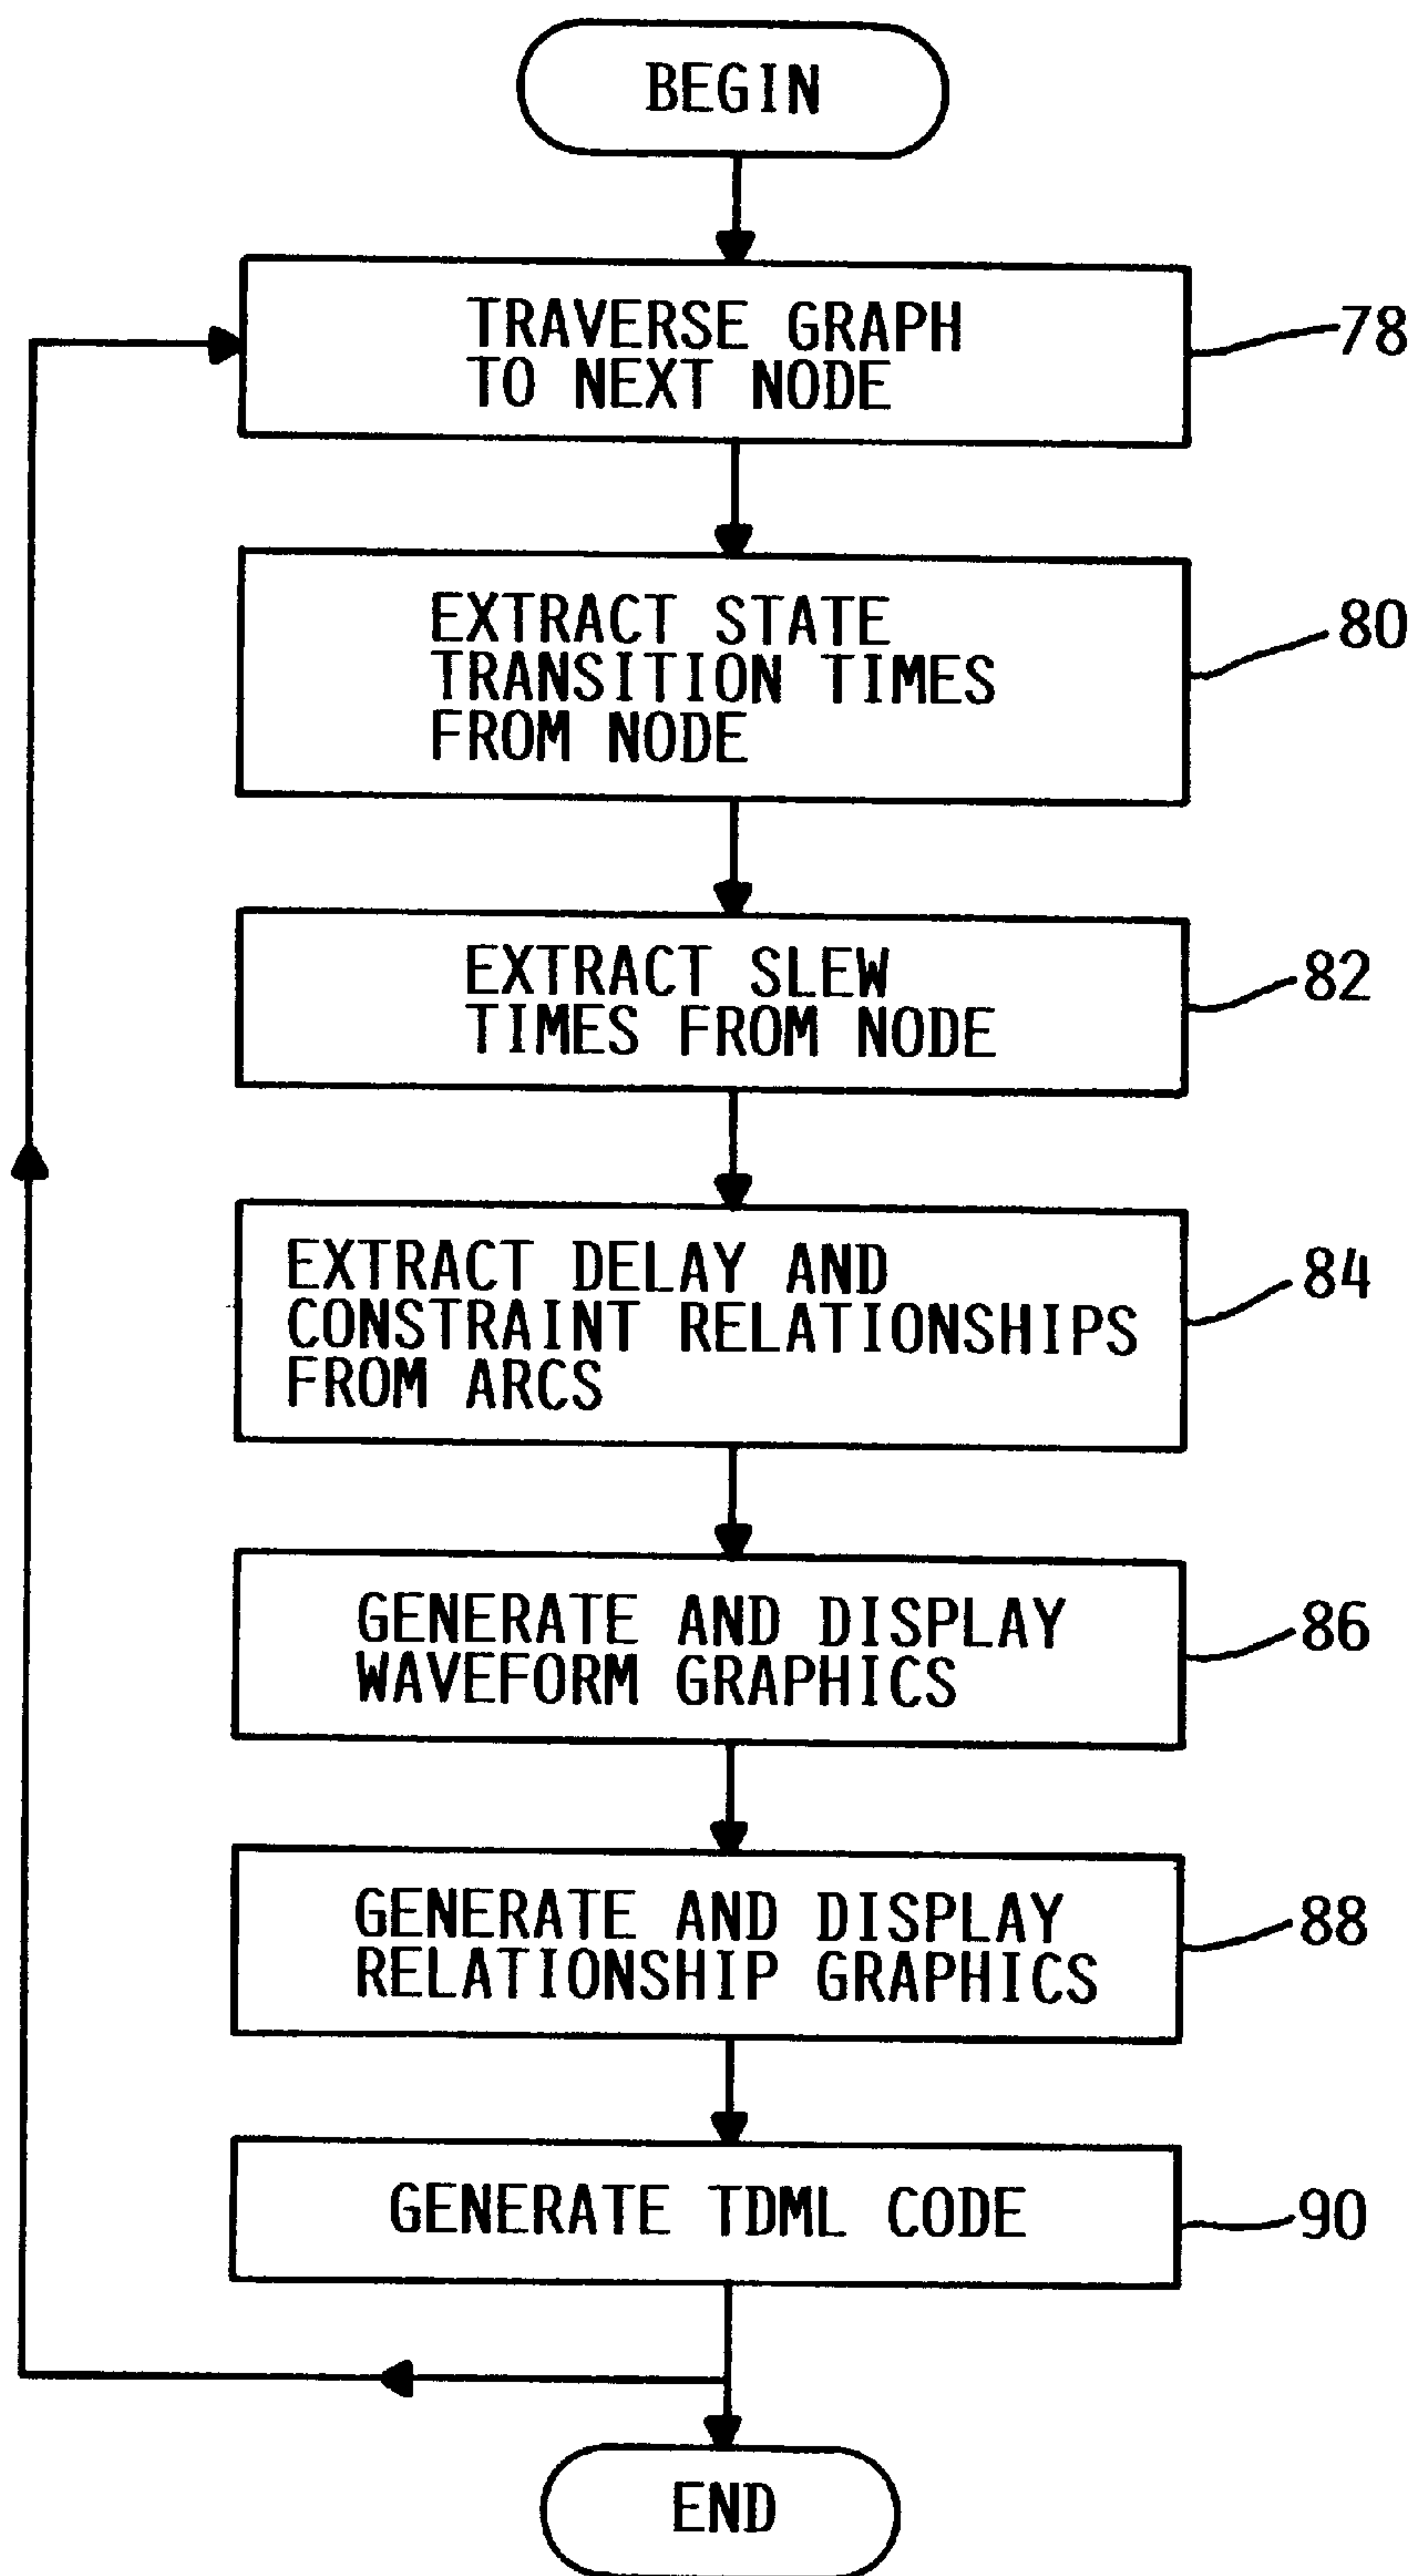 BEGIN
TRAVERSE GRAPH
TO NEXT NODE
78
EXTRACT STATE
TRANSITION TIMES
FROM NODE
80
EXTRACT SLEW
TIMES FROM NODE
82
EXTRACT DELAY AND
CONSTRAINT RELATIONSHIPS
FROM ARCS
84
GENERATE AND DISPLAY
WAVEFORM GRAPHICS
86
GENERATE AND DISPLAY
RELATIONSHIP GRAPHICS
88
GENERATE TDML CODE
90
END